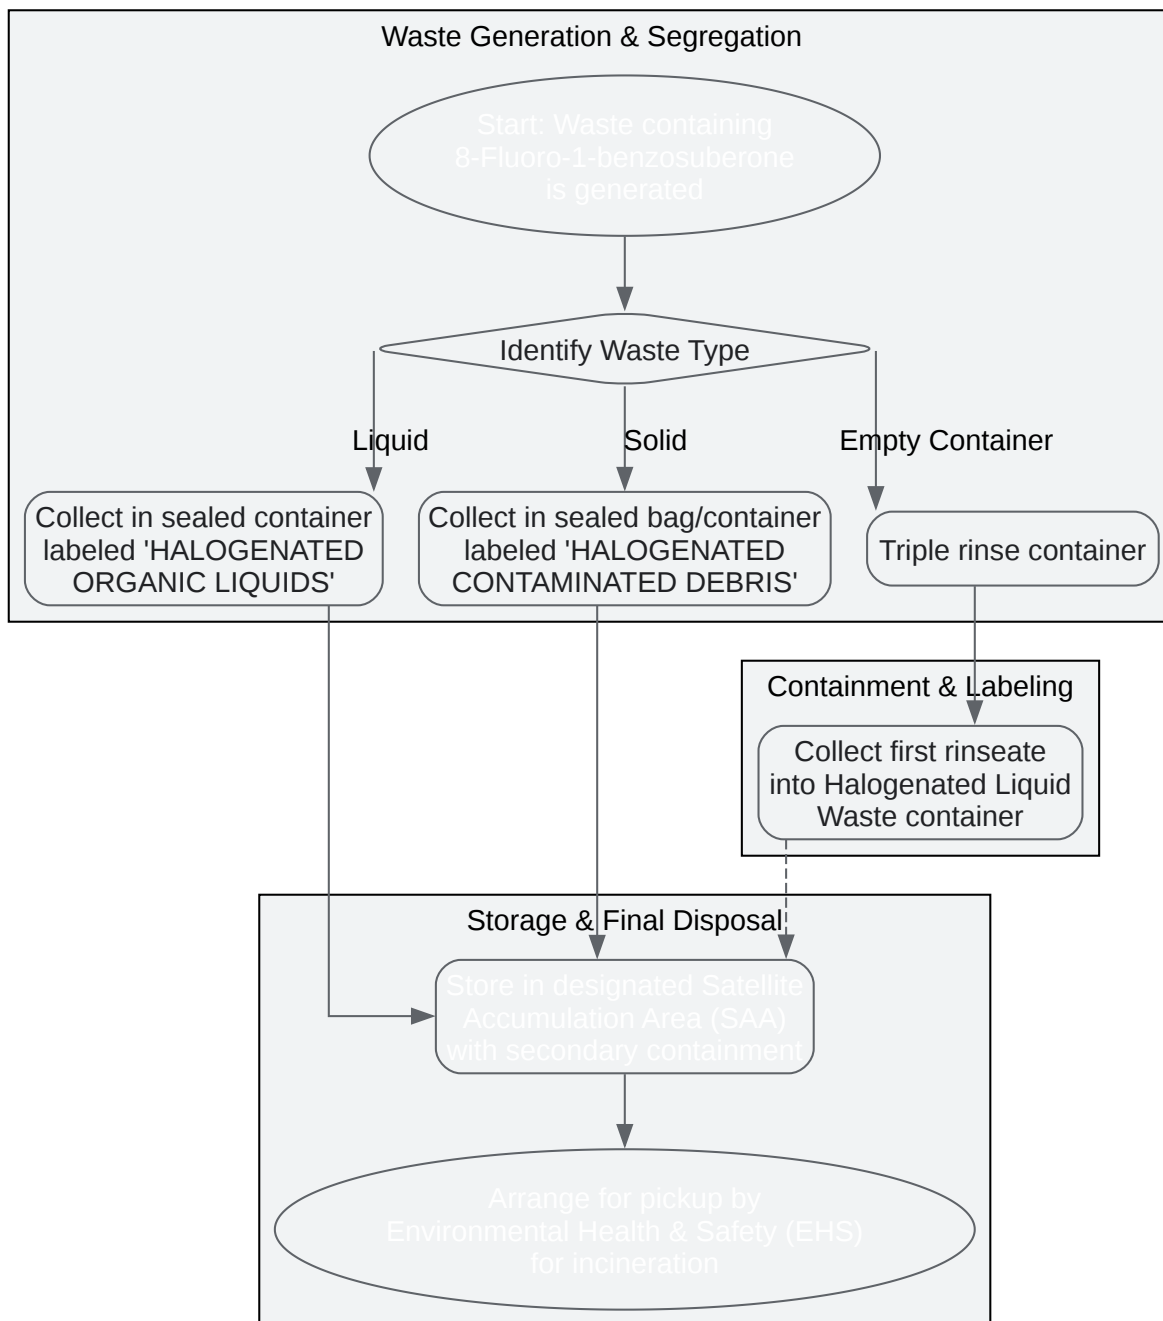 Waste Generation & Segregation
Start: Waste containing
8-Fluoro-1-benzosuberone
is generated
Identify Waste Type
Liquid
Solid
Empty Container
Collect in sealed container
labeled 'HALOGENATED
ORGANIC LIQUIDS'
Collect in sealed bag/container
labeled 'HALOGENATED
CONTAMINATED DEBRIS'
Triple rinse container
Containment & Labeling
Collect first rinseate
into Halogenated Liquid
Waste container
Storage & Final Disposal
Store in designated Satellite
Accumulation Area (SAA)
with secondary containment
Arrange for pickup by
Environmental Health & Safety (EHS)
for incineration